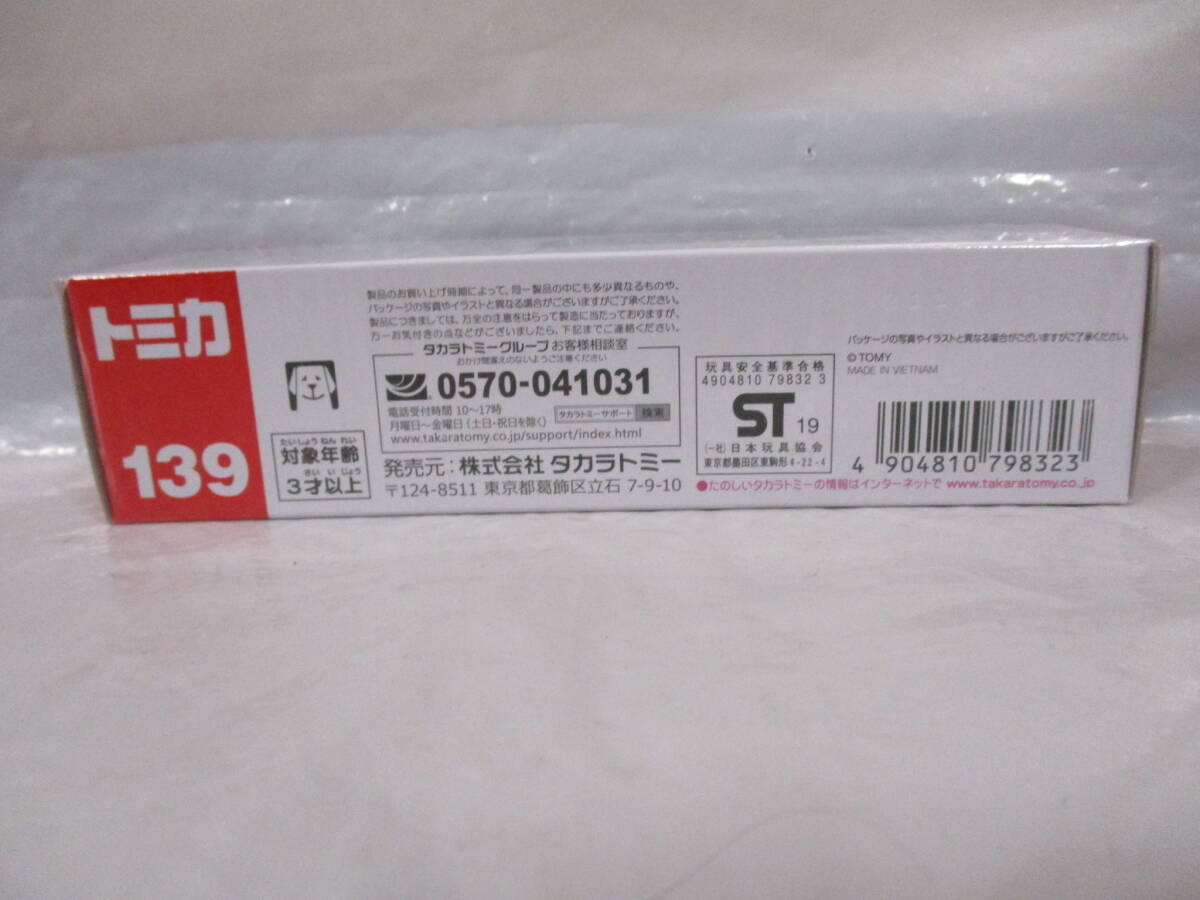 トミカ
139
たいしょう ねん れい
対象年齢
さい い じょう
3才以上
製品のお買い上げ時期によって、同一製品の中にも多少異なるものや、
パッケージの写真やイラストと異なる場合がございますがご了承ください。
製品につきましては、万全の注意をはらって製造に当たっておりますが、
万一お気付きの点などがございましたら、下記までご連絡ください。
タカラトミーグループ お客様相談室
おかけ間違えのないようご注意ください
0570-041031
電話受付時間 10〜17時
月曜日〜金曜日(土日・祝日を除く)
タカラトミーサポート 検索
www.takaratomy.co.jp/support/index.html
発売元:株式会社 タカラトミー
〒124-8511 東京都葛飾区立石 7-9-10
玩具安全基準合格
4904810 79832 3
ST 19
(一社)日本玩具協会
東京都墨田区東駒形4-22-4
パッケージの写真やイラストと異なる場合がございますがご了承ください。
© TOMY
MADE IN VIETNAM
4 904810 798323
●たのしいタカラトミーの情報はインターネットで www.takaratomy.co.jp